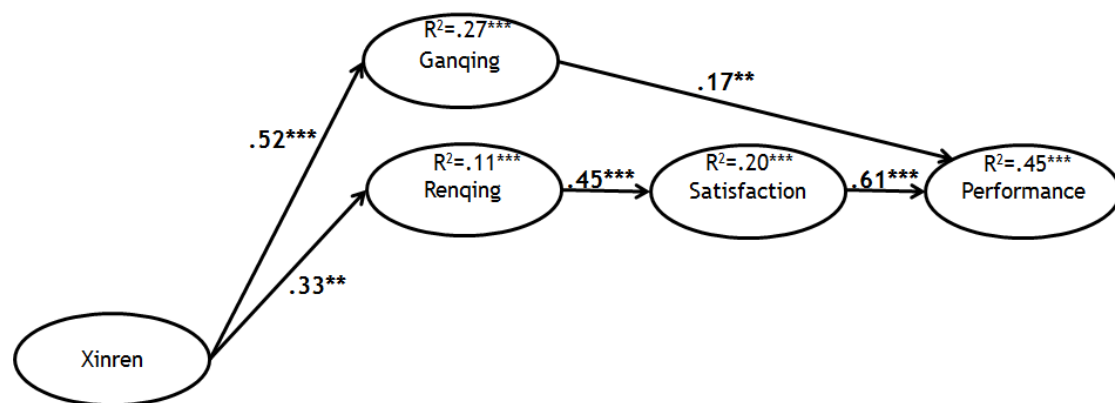 R²=.27***
Ganqing
.17**
.52***
R²=.11***
Renqing
.45***
R²=.20***
Satisfaction
.61***
R²=.45***
Performance
.33**
Xinren